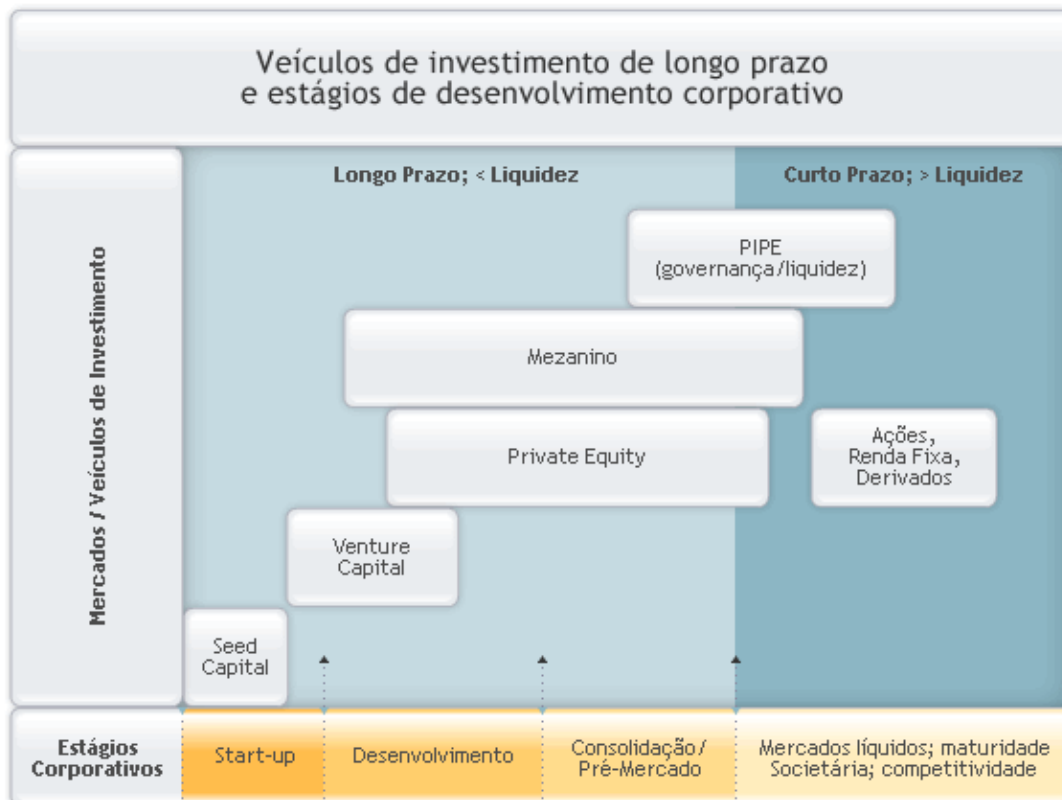 Veículos de investimento de longo prazo
e estágios de desenvolvimento corporativo
Mercados / Veículos de Investimento
Longo Prazo; < Liquidez
Curto Prazo; > Liquidez
PIPE
(governança/liquidez)
Mezanino
Private Equity
Ações,
Renda Fixa,
Derivados
Venture
Capital
Seed
Capital
Estágios
Corporativos
Start-up
Desenvolvimento
Consolidação/
Pré-Mercado
Mercados líquidos; maturidade
Societária; competitividade